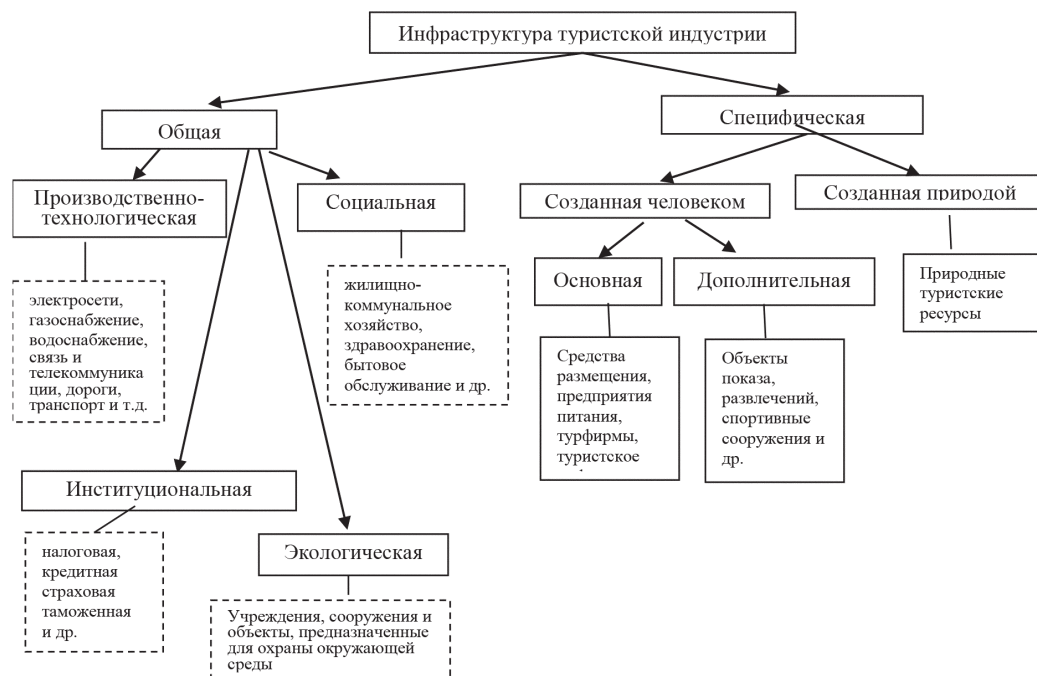 Инфраструктура туристской индустрии
Общая
Специфическая
Производственно-
технологическая
Социальная
Созданная человеком
Созданная природой
электросети,
газоснабжение,
водоснабжение,
связь и
телекоммуника
ции, дороги,
транспорт и т.д.
жилищно-
коммунальное
хозяйство,
здравоохранение,
бытовое
обслуживание и др.
Основная
Дополнительная
Природные
туристские
ресурсы
Средства
размещения,
предприятия
питания,
турфирмы,
туристское
Объекты
показа,
развлечений,
спортивные
сооружения и
др.
Институциональная
Экологическая
налоговая,
кредитная
страховая
таможенная
и др.
Учреждения, сооружения и
объекты, предназначенные
для охраны окружающей
среды